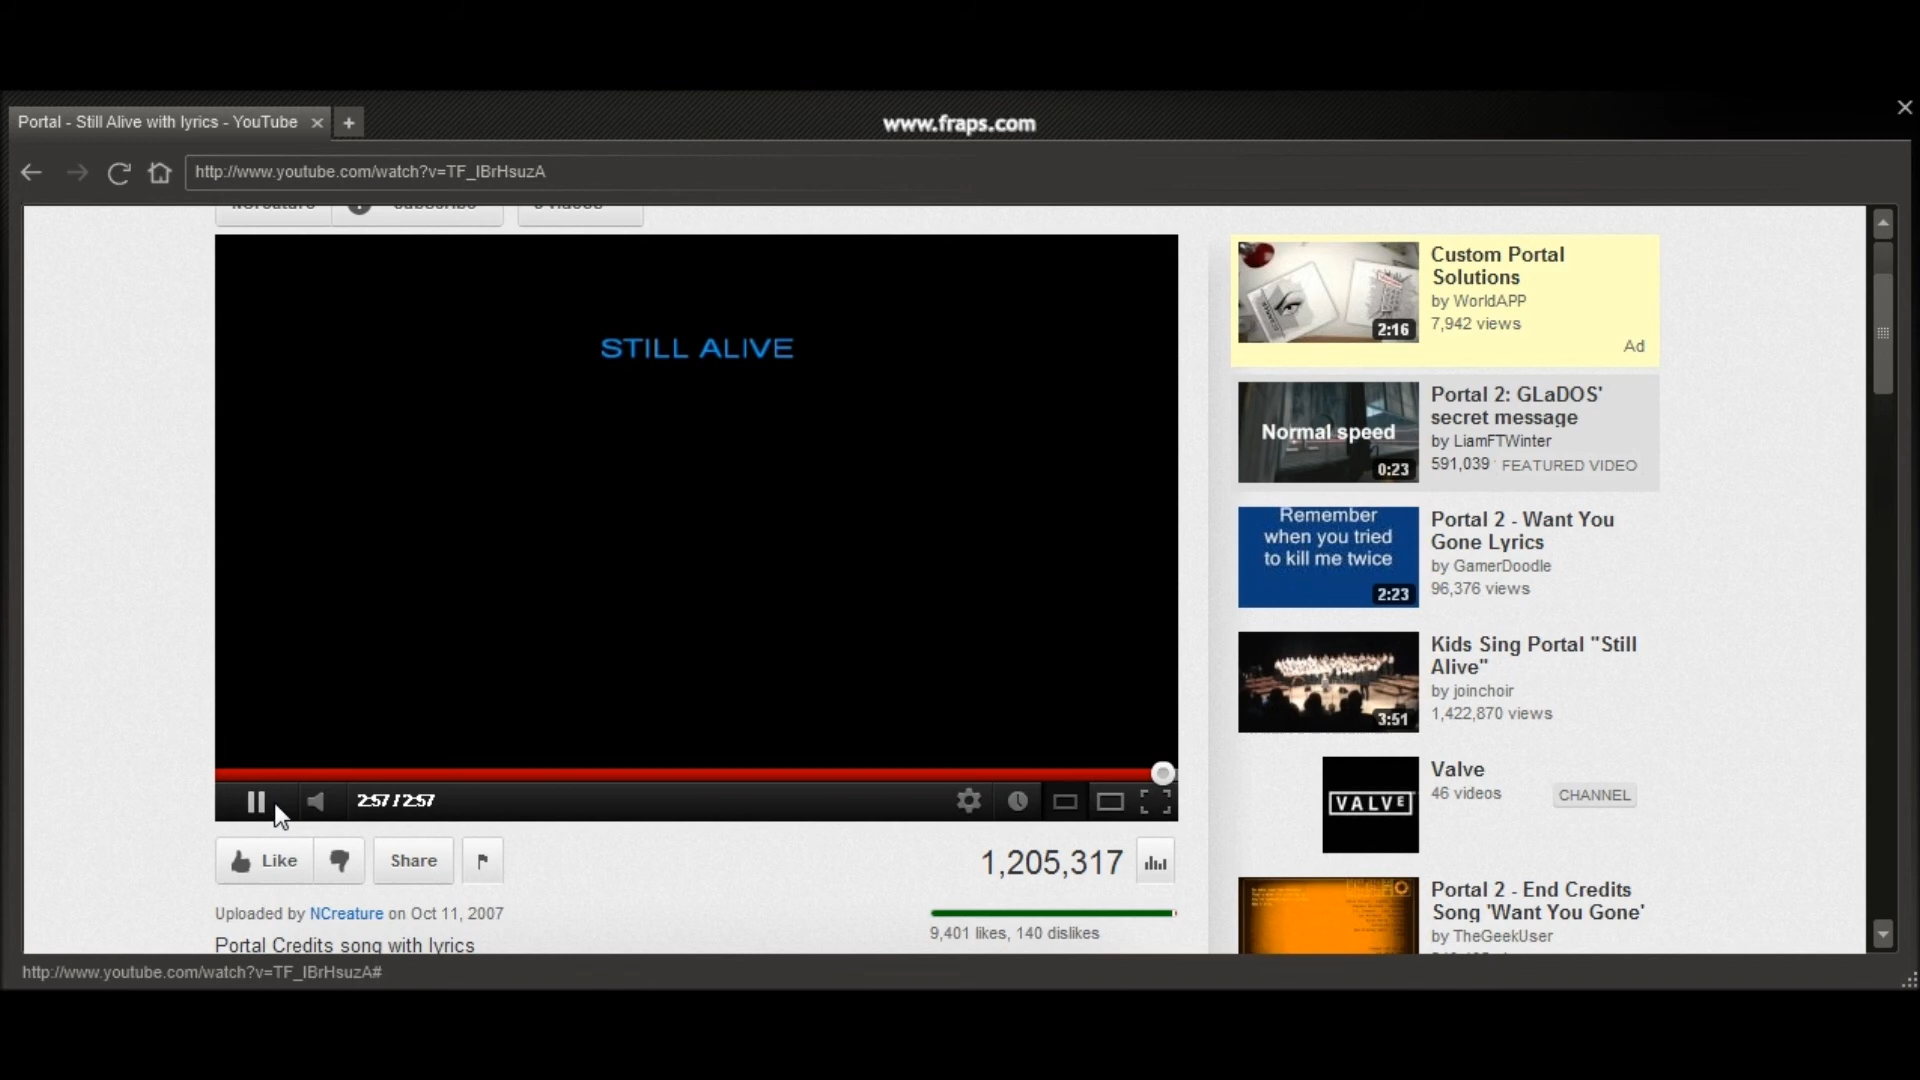 Portal - Still Alive with lyrics - YouTube
www.fraps.com
http://www.youtube.com/watch?v=TF_IBrHsuzA
STILL ALIVE
2:57 / 2:57
Like
Share
1,205,317
Uploaded by NCreature on Oct 11, 2007
9,401 likes, 140 dislikes
Portal Credits song with lyrics
2:16
Custom Portal
Solutions
by WorldAPP
7,942 views
Ad
Normal speed
0:23
Portal 2: GLaDOS'
secret message
by LiamFTWinter
591,039
FEATURED VIDEO
Remember
when you tried
to kill me twice
2:23
Portal 2 - Want You
Gone Lyrics
by GamerDoodle
96,376 views
3:51
Kids Sing Portal "Still
Alive"
by joinchoir
1,422,870 views
VALVE
Valve
46 videos
CHANNEL
Portal 2 - End Credits
Song 'Want You Gone'
by TheGeekUser
http://www.youtube.com/watch?v=TF_IBrHsuzA#